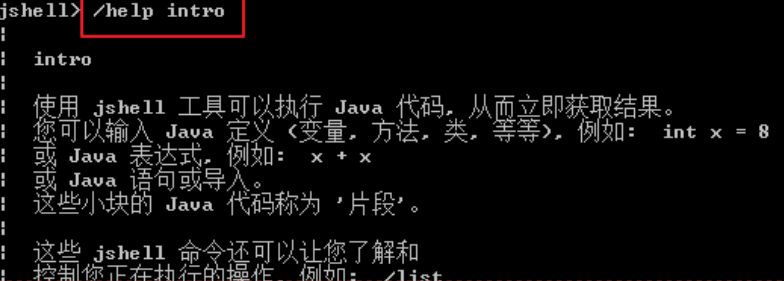 jshell> /help intro
|
|  intro
|
|  使用 jshell 工具可以执行 Java 代码，从而立即获取结果。
|  您可以输入 Java 定义（变量，方法，类，等等），例如： int x = 8
|  或 Java 表达式，例如： x + x
|  或 Java 语句或导入。
|  这些小块的 Java 代码称为 '片段'。
|
|  这些 jshell 命令还可以让您了解和
|  控制您正在执行的操作，例如： /list